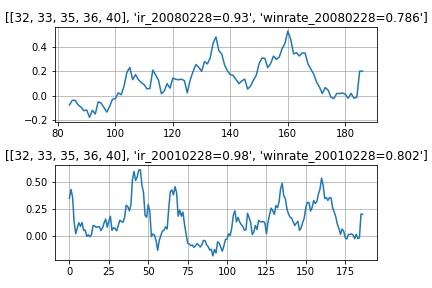 [[32, 33, 35, 36, 40], 'ir_20080228=0.93', 'winrate_20080228=0.786']
0.4
0.2
0.0
−0.2
80 100 120 140 160 180
[[32, 33, 35, 36, 40], 'ir_20010228=0.98', 'winrate_20010228=0.802']
0.50
0.25
0.00
0 25 50 75 100 125 150 175